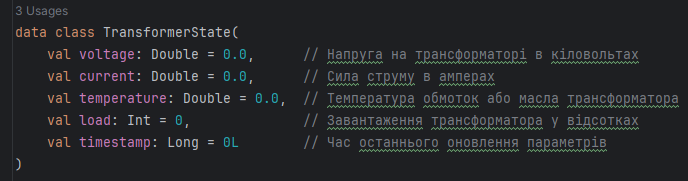 3 Usages
data class TransformerState(
    val voltage: Double = 0.0,      // Напруга на трансформаторі в кіловольтах
    val current: Double = 0.0,      // Сила струму в амперах
    val temperature: Double = 0.0,  // Температура обмоток або масла трансформатора
    val load: Int = 0,              // Завантаження трансформатора у відсотках
    val timestamp: Long = 0L        // Час останнього оновлення параметрів
)